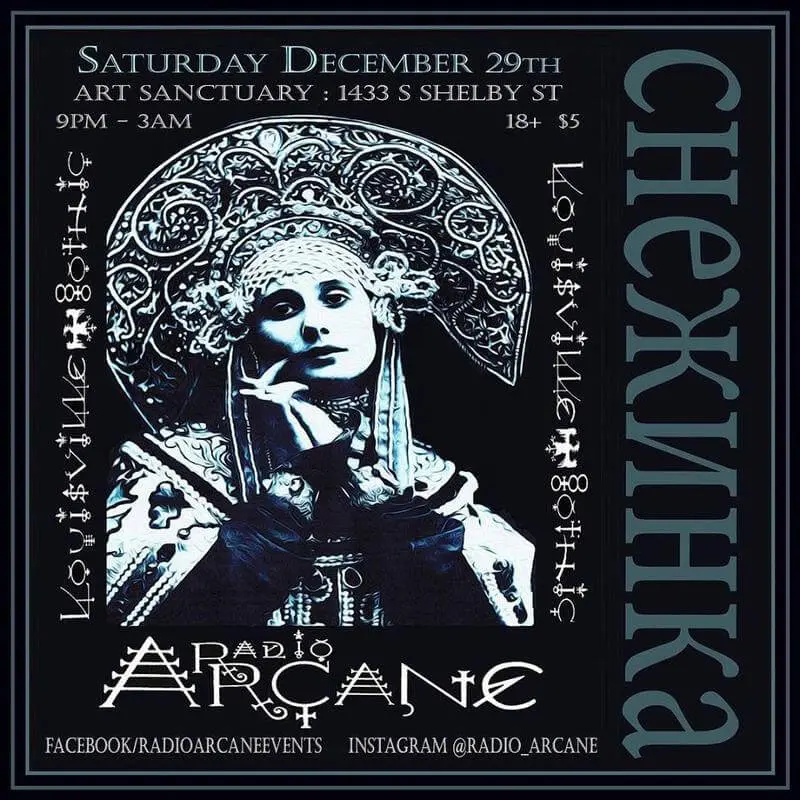 SATURDAY DECEMBER 29TH
ART SANCTUARY : 1433 S SHELBY ST
9PM – 3AM 18+ $5
Louisville Gothic
Louisville Gothic
снежинка
RADIO
ARCANE
FACEBOOK/RADIOARCANEEVENTS INSTAGRAM @RADIO_ARCANE